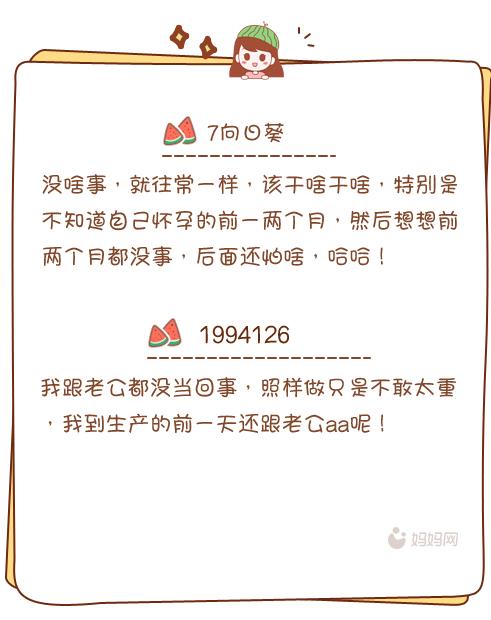 7向日葵
没啥事，就往常一样，该干啥干啥，特别是
不知道自己怀孕的前一两个月，然后想想前
两个月都没事，后面还怕啥，哈哈！
1994126
我跟老公都没当回事，照样做只是不敢太重
，我到生产的前一天还跟老公aa呢！
妈妈网